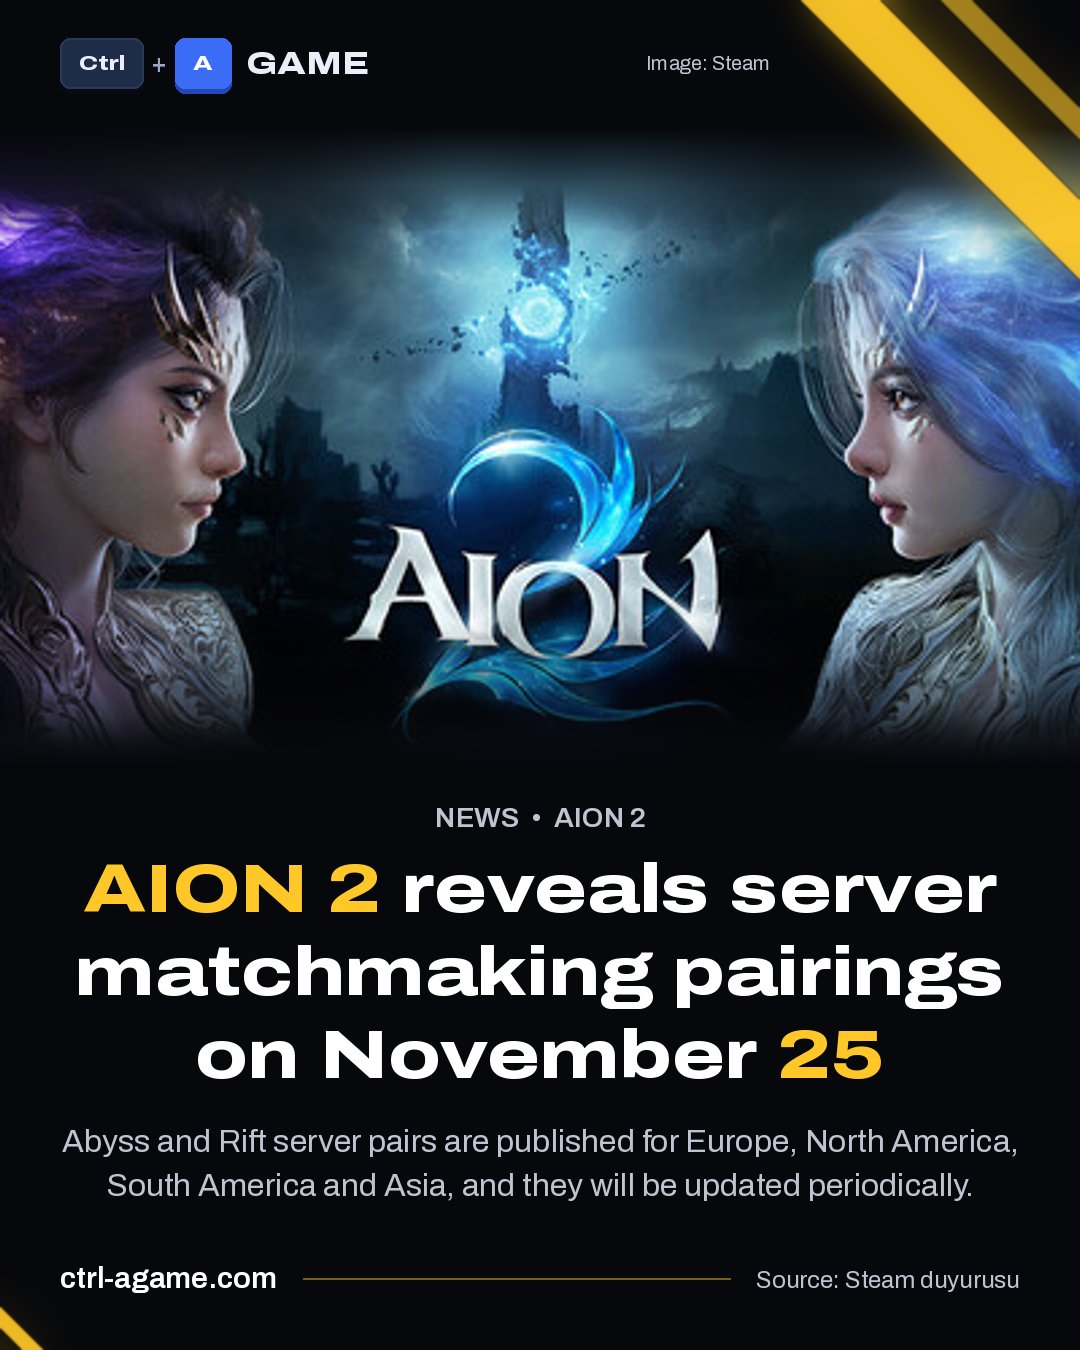 Ctrl + A GAME
Image: Steam
2
AION
NEWS • AION 2
AION 2 reveals server
matchmaking pairings
on November 25
Abyss and Rift server pairs are published for Europe, North America,
South America and Asia, and they will be updated periodically.
ctrl-agame.com
Source: Steam duyurusu